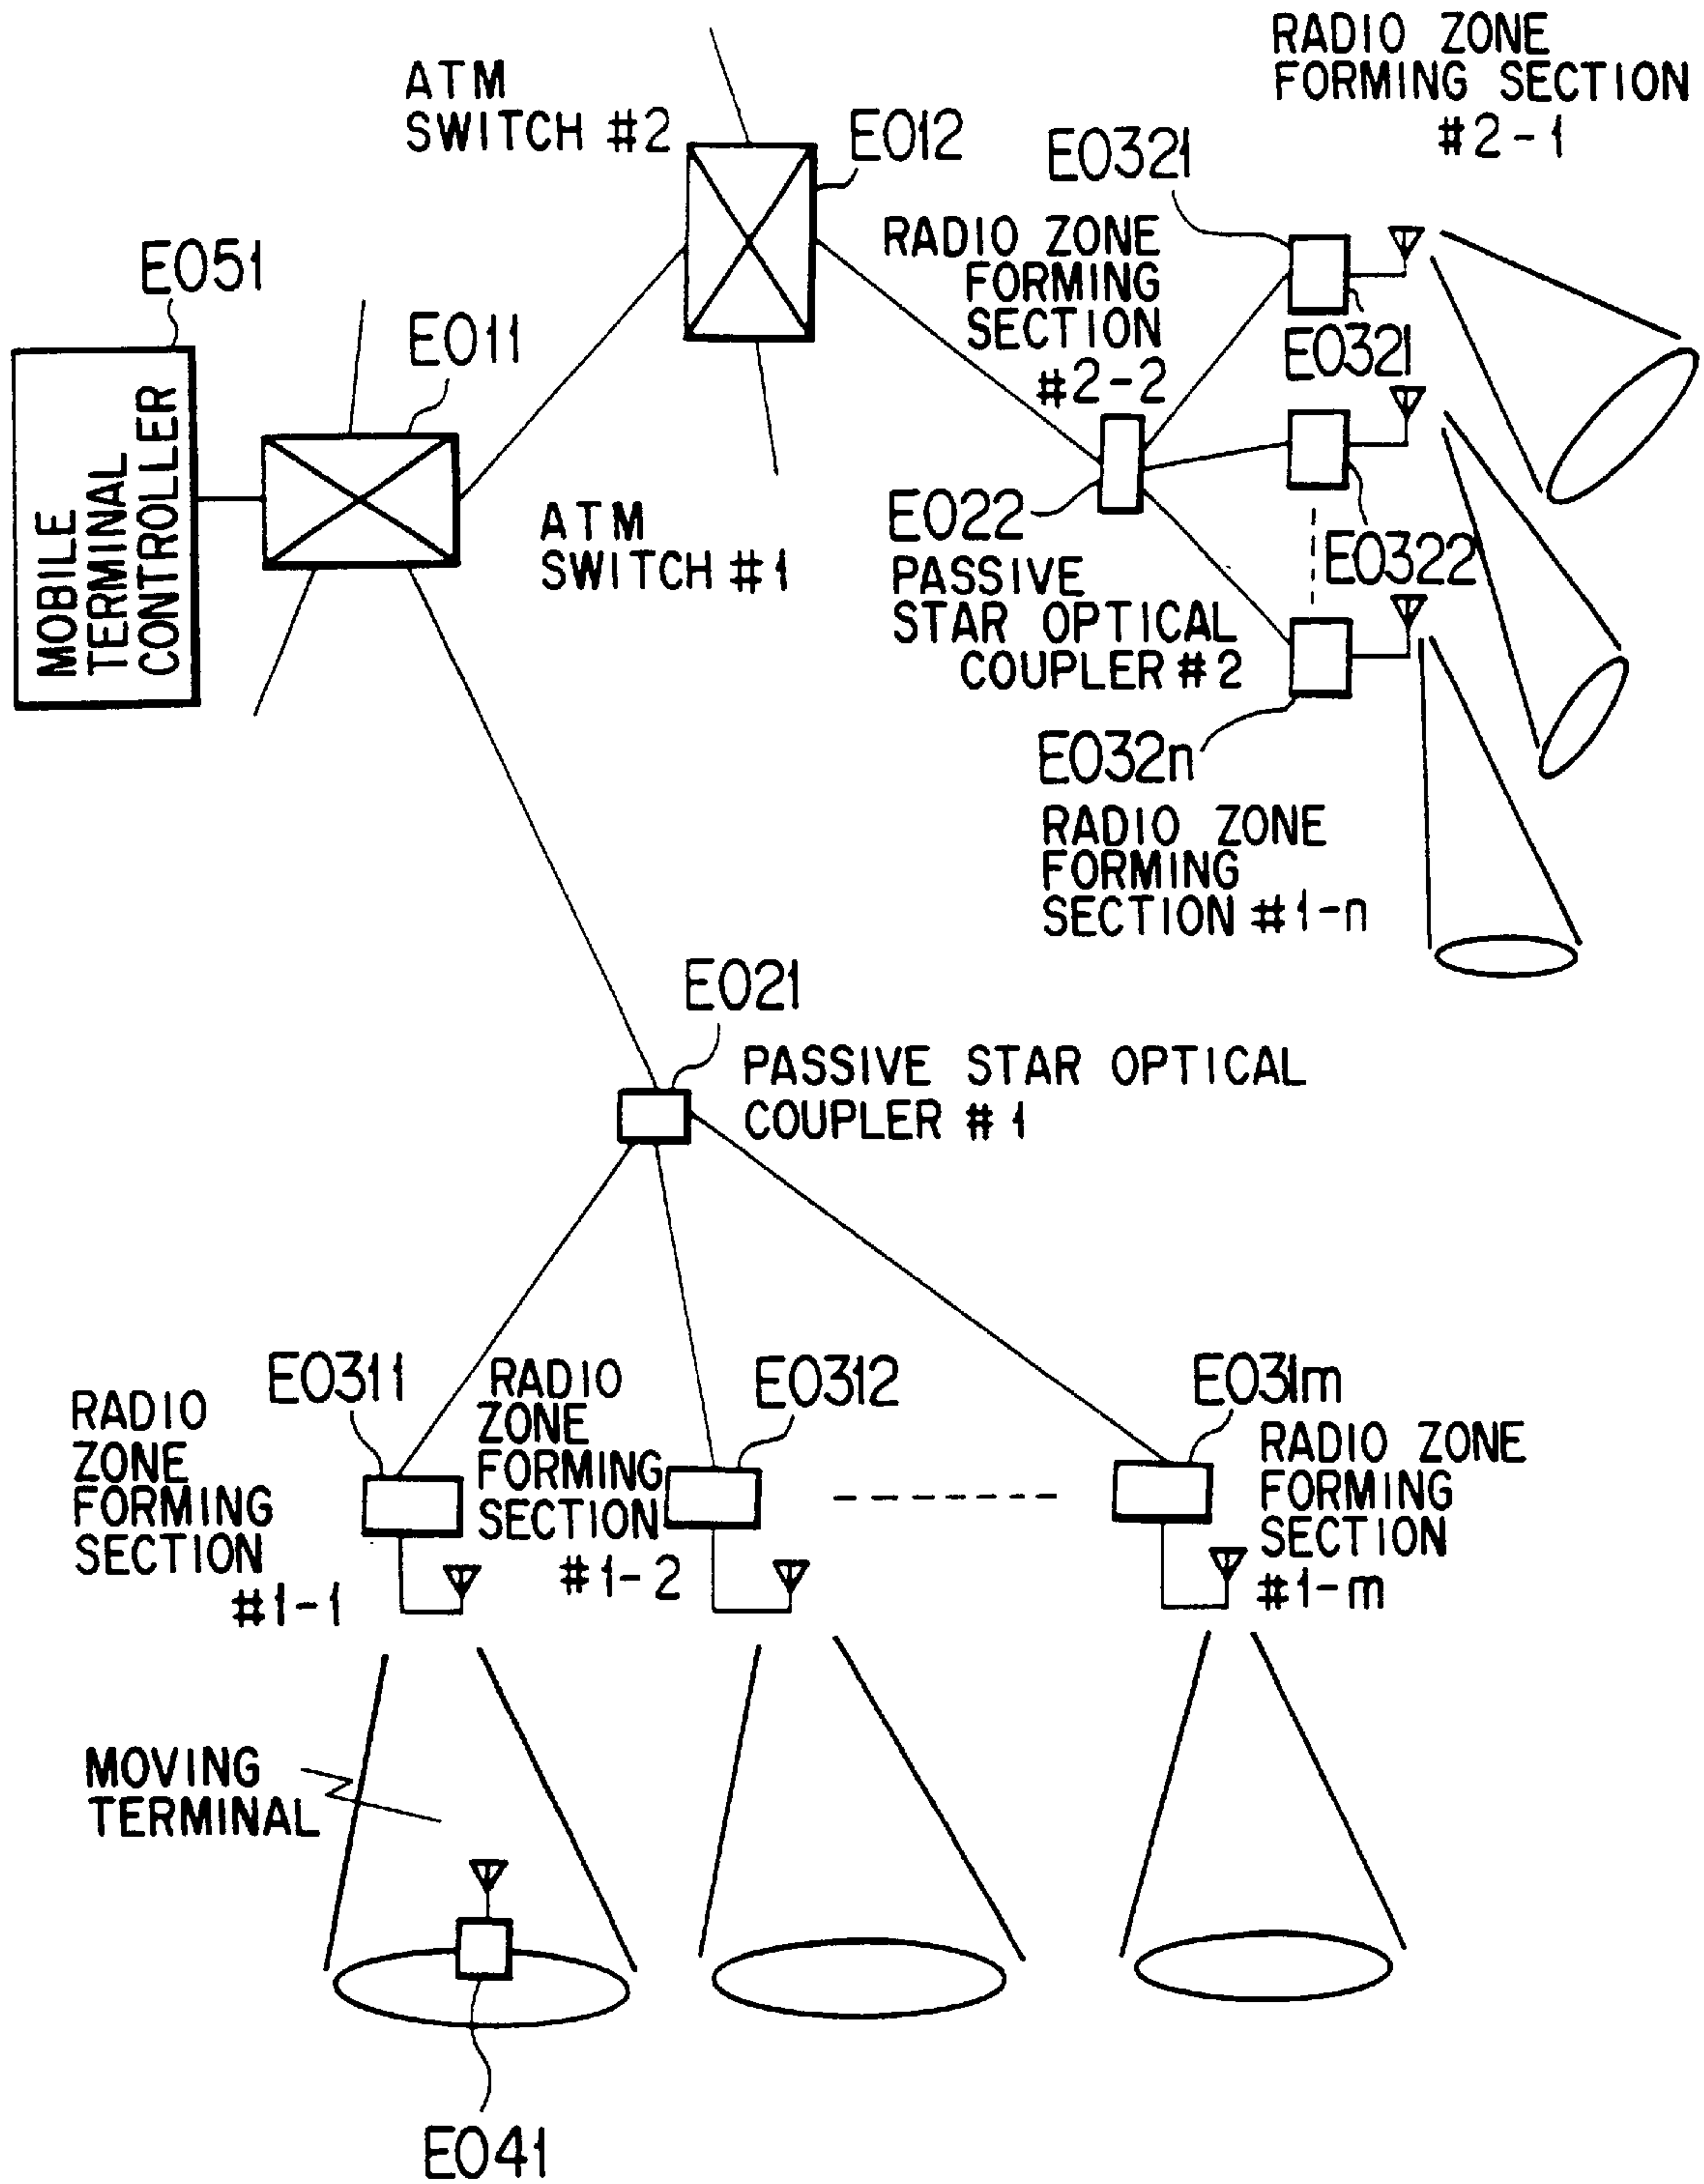 RADIO ZONE
FORMING SECTION
#2-1
ATM
SWITCH #2
E012
E0321
RADIO ZONE
FORMING
SECTION
#2-2
E051
E011
E0321
MOBILE
TERMINAL
CONTROLLER
ATM
SWITCH #1
E022
PASSIVE
STAR OPTICAL
COUPLER #2
E0322
E032n
RADIO ZONE
FORMING
SECTION #1-n
E021
PASSIVE STAR OPTICAL
COUPLER #1
E0311
RADIO
ZONE
FORMING
SECTION
#1-1
RADIO
ZONE
FORMING
SECTION
#1-2
E0312
E031m
RADIO ZONE
FORMING
SECTION
#1-m
MOVING
TERMINAL
E041